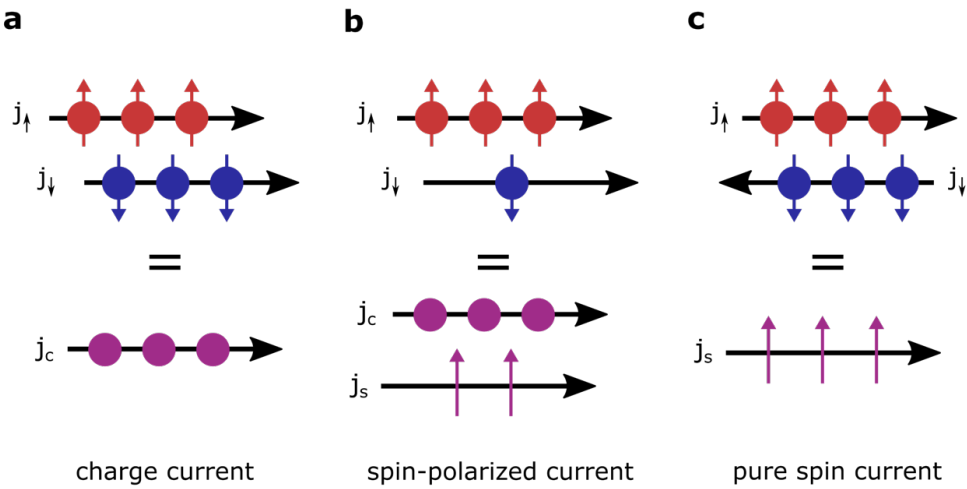 a
j↑
j↓
=
jc
charge current
b
j↑
j↓
=
jc
js
spin-polarized current
c
j↑
j↓
=
js
pure spin current